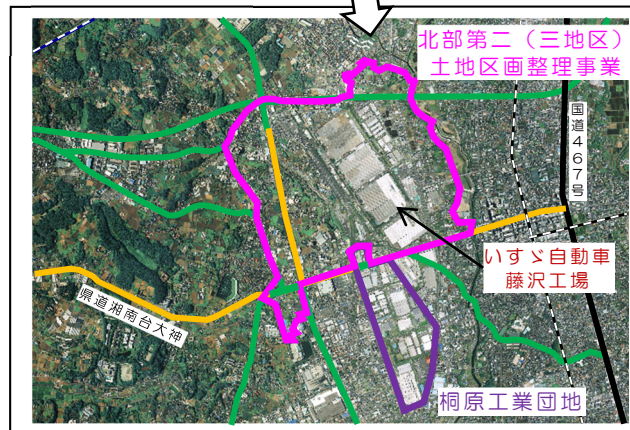 北部第二（三地区）
土地区画整理事業
国道467号
いすゞ自動車
藤沢工場
県道湘南台大神
桐原工業団地